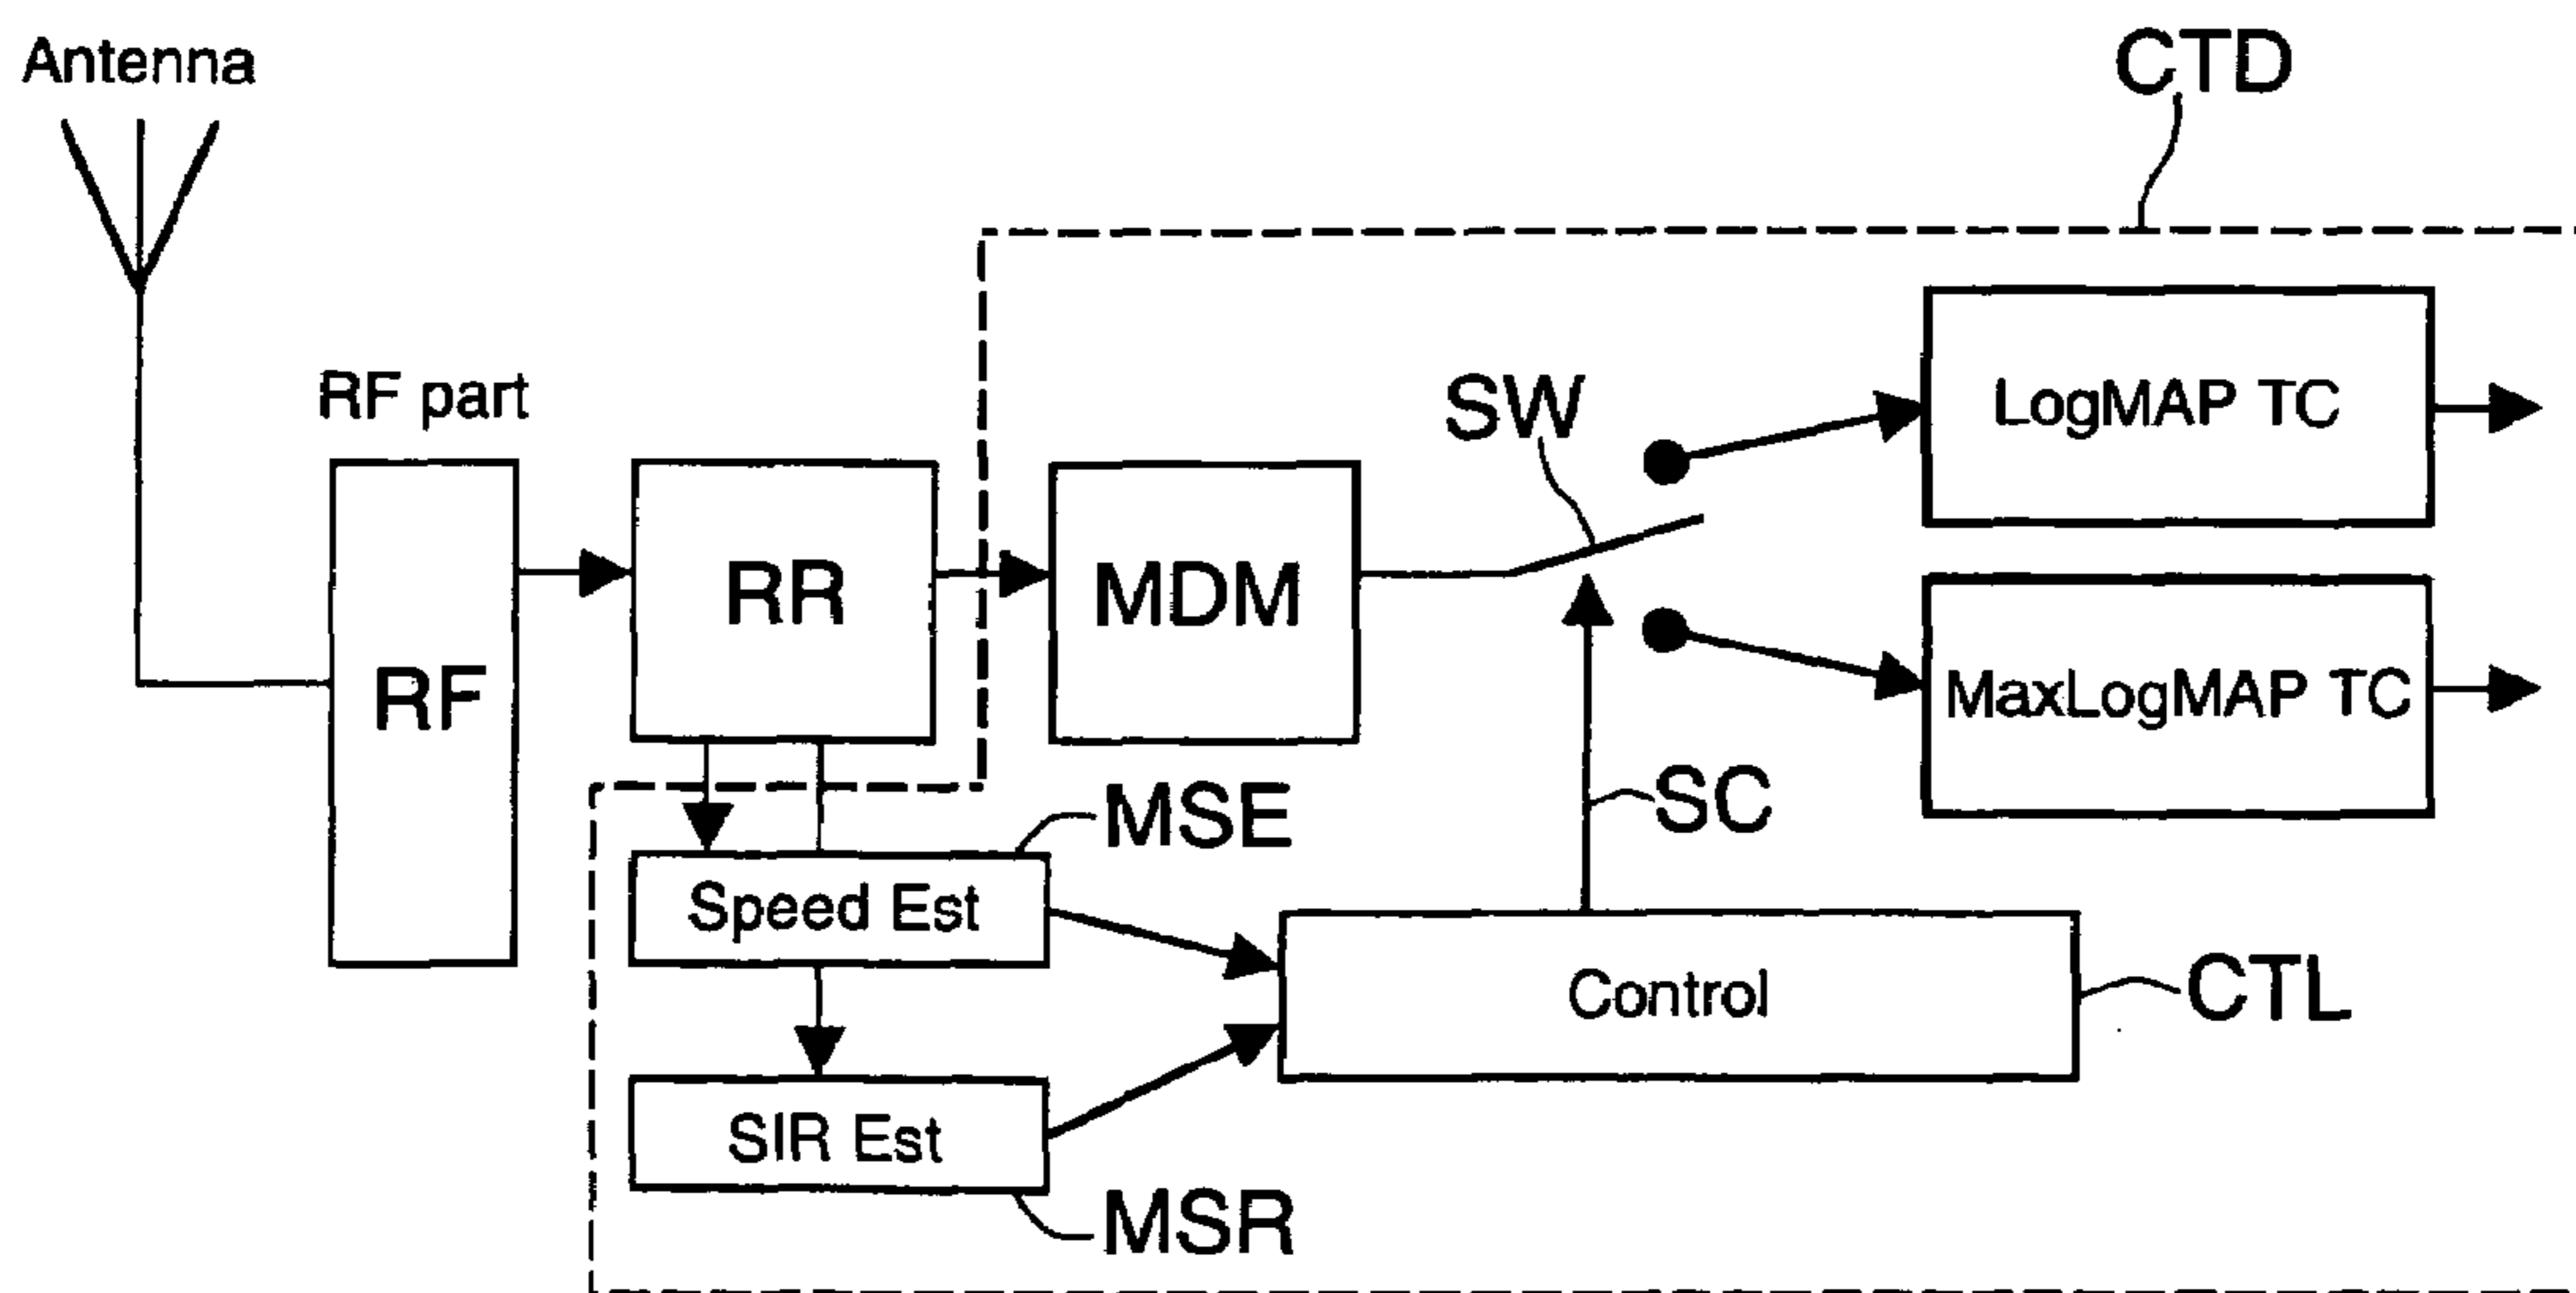 Antenna
CTD
RF part
SW
LogMAP TC
RR
MDM
RF
MaxLogMAP TC
SC
MSE
Speed Est
Control
CTL
SIR Est
MSR